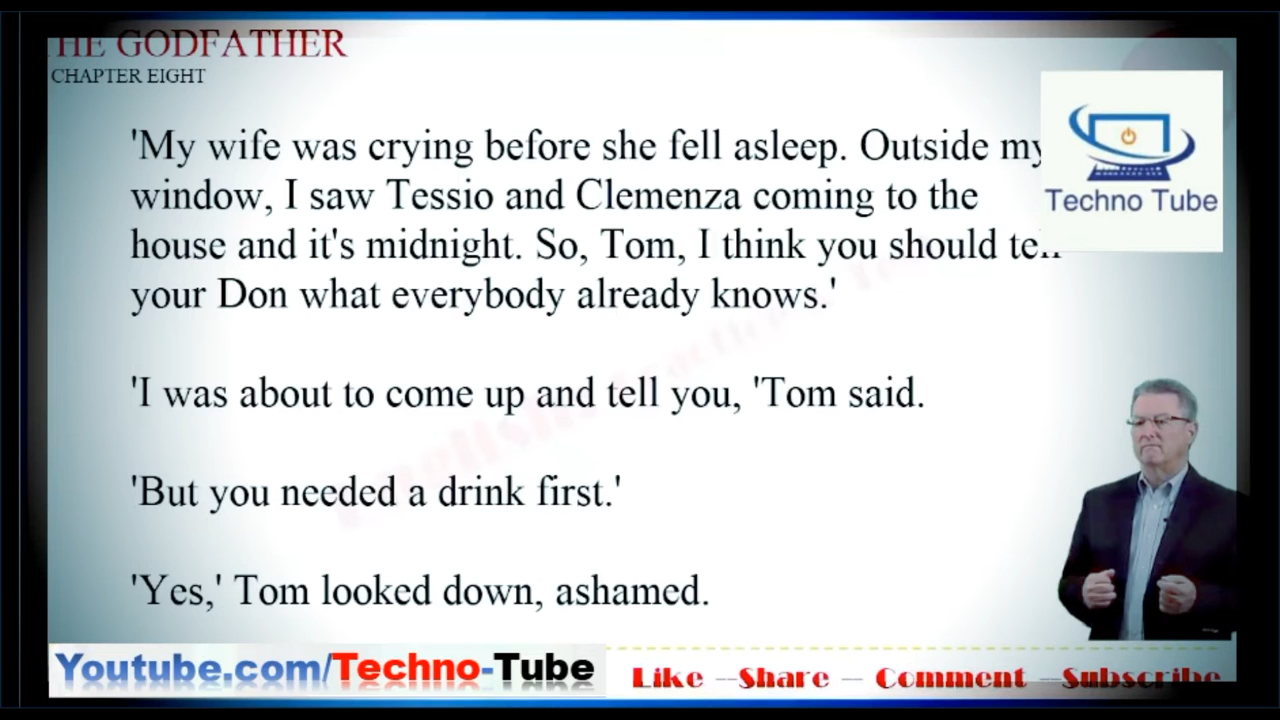 THE GODFATHER
CHAPTER EIGHT
'My wife was crying before she fell asleep. Outside my
window, I saw Tessio and Clemenza coming to the
house and it's midnight. So, Tom, I think you should tell
your Don what everybody already knows.'
'I was about to come up and tell you, 'Tom said.
'But you needed a drink first.'
'Yes,' Tom looked down, ashamed.
Techno Tube
Youtube.com/Techno-Tube
Like --Share -- Comment --Subscribe